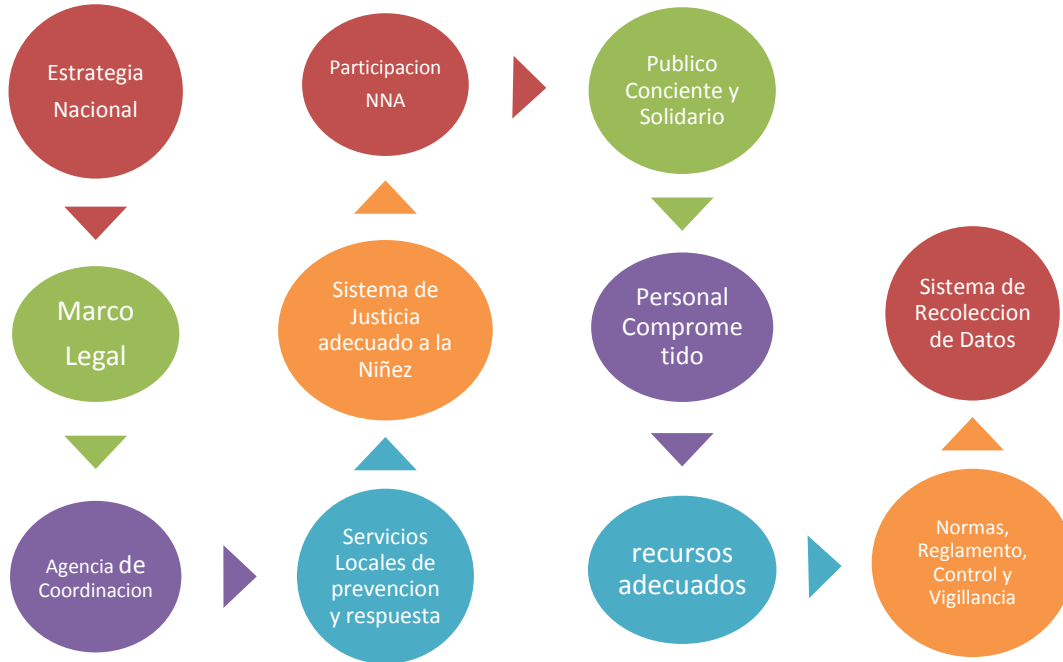 Estrategia
Nacional
Marco
Legal
Agencia de
Coordinacion
Servicios
Locales de
prevencion
y respuesta
Sistema de
Justicia
adecuado a la
Niñez
Participacion
NNA
Publico
Conciente y
Solidario
Personal
Comprome
tido
recursos
adecuados
Normas,
Reglamento,
Control y
Vigillancia
Sistema de
Recoleccion
de Datos